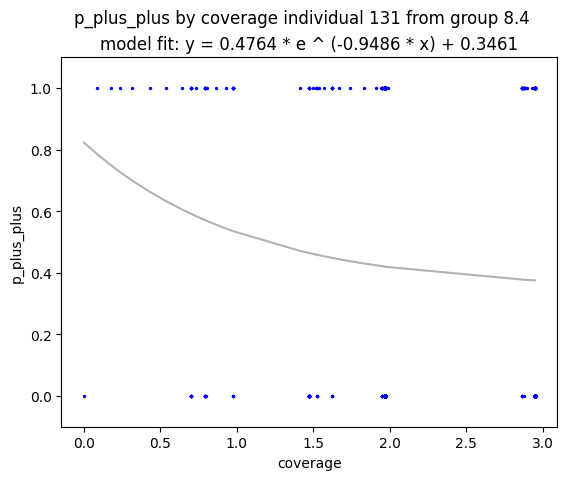 p_plus_plus by coverage individual 131 from group 8.4
model fit: y = 0.4764 * e ^ (-0.9486 * x) + 0.3461
1.0
0.8
0.6
0.4
0.2
0.0
p_plus_plus
0.0 0.5 1.0 1.5 2.0 2.5 3.0
coverage